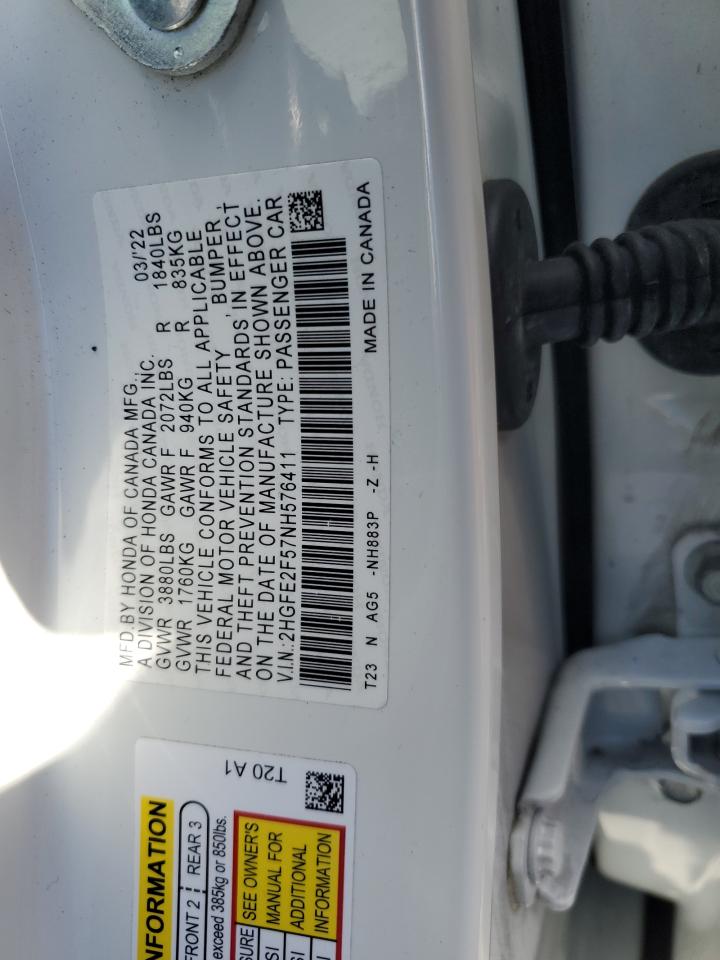 MFD.BY HONDA OF CANADA MFG.,
A DIVISION OF HONDA CANADA INC. 03/'22
GVWR 3880LBS GAWR F 2072LBS R 1840LBS
GVWR 1760KG GAWR F 940KG R 835KG
THIS VEHICLE CONFORMS TO ALL APPLICABLE
FEDERAL MOTOR VEHICLE SAFETY , BUMPER ,
AND THEFT PREVENTION STANDARDS IN EFFECT
ON THE DATE OF MANUFACTURE SHOWN ABOVE.
V.I.N.:2HGFE2F57NH576411 TYPE: PASSENGER CAR
T23 N AG5 -NH883P -Z -H MADE IN CANADA
T20 A1
FRONT 2 REAR 3
exceed 385kg or 850lbs.
SEE OWNER'S
MANUAL FOR
ADDITIONAL
INFORMATION